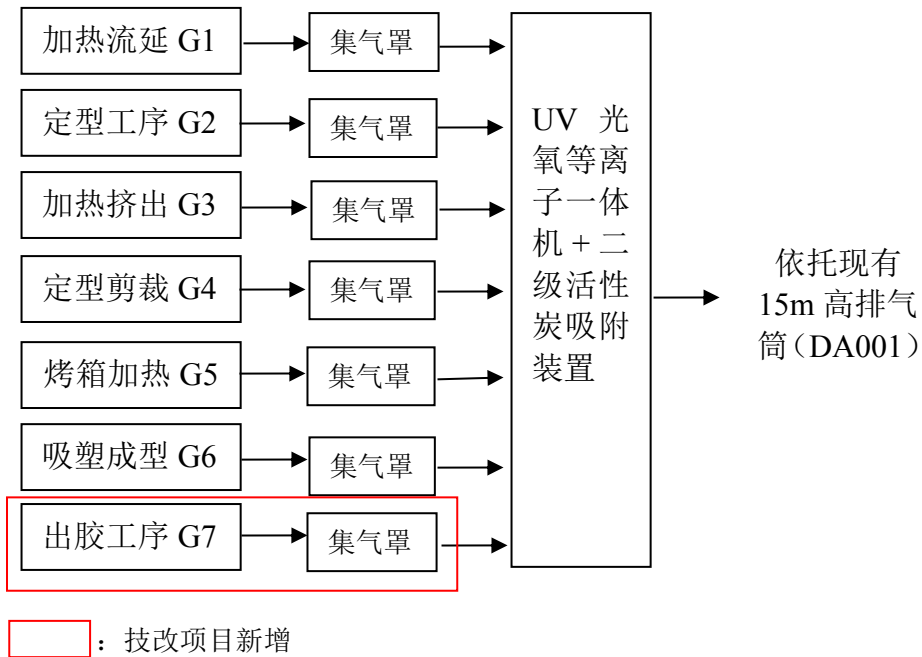 加热流延 G1
集气罩
定型工序 G2
集气罩
加热挤出 G3
集气罩
定型剪裁 G4
集气罩
烤箱加热 G5
集气罩
吸塑成型 G6
集气罩
出胶工序 G7
集气罩
UV 光
氧等离
子一体
机+二
级活性
炭吸附
装置
依托现有
15m 高排气
筒（DA001）
：技改项目新增